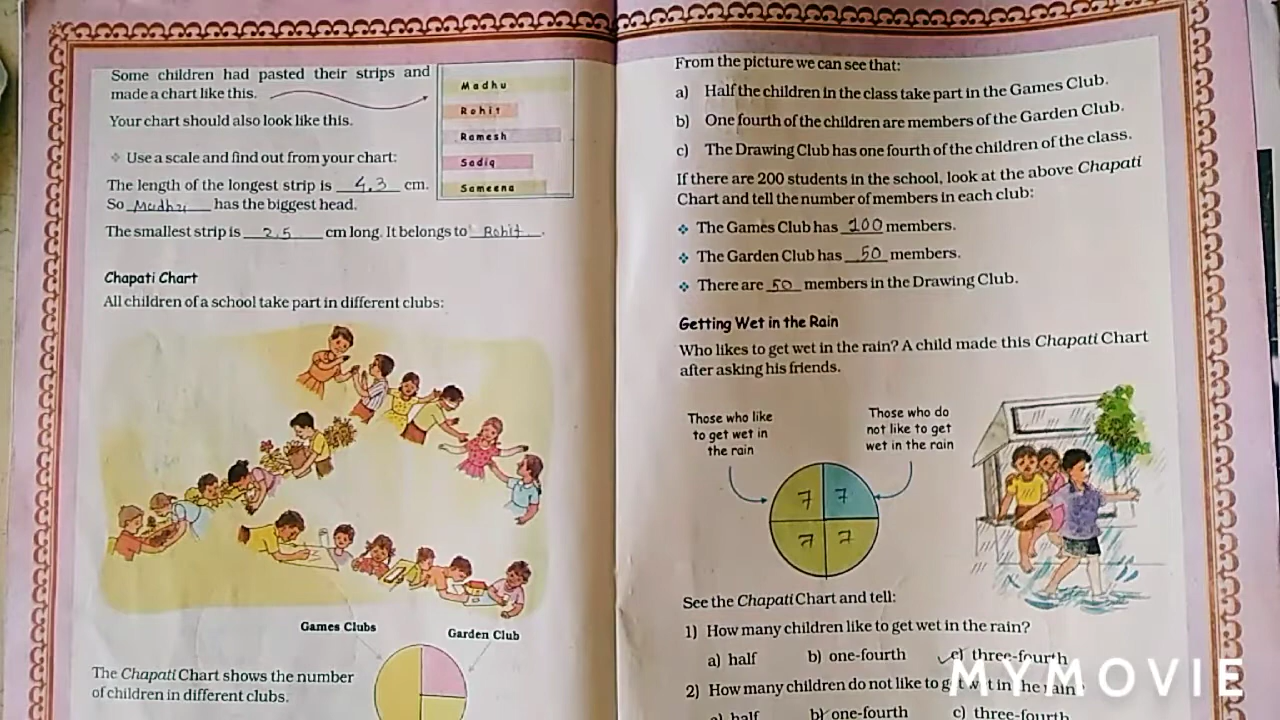 Some children had pasted their strips and
made a chart like this.
Your chart should also look like this.
Madhu
Rohit
Ramesh
Sadiq
Sameena
❖ Use a scale and find out from your chart:
The length of the longest strip is 4.3 cm.
So Madhu has the biggest head.
The smallest strip is 2.5 cm long. It belongs to Rohit.
Chapati Chart
All children of a school take part in different clubs:
Games Clubs
Garden Club
The Chapati Chart shows the number
of children in different clubs.
From the picture we can see that:
a) Half the children in the class take part in the Games Club.
b) One fourth of the children are members of the Garden Club.
c) The Drawing Club has one fourth of the children of the class.
If there are 200 students in the school, look at the above Chapati
Chart and tell the number of members in each club:
❖ The Games Club has 100 members.
❖ The Garden Club has 50 members.
❖ There are 50 members in the Drawing Club.
Getting Wet in the Rain
Who likes to get wet in the rain? A child made this Chapati Chart
after asking his friends.
Those who like
to get wet in
the rain
Those who do
not like to get
wet in the rain
7 7
7 7
See the Chapati Chart and tell:
1) How many children like to get wet in the rain?
a) half b) one-fourth c) three-fourth
2) How many children do not like to get wet in the rain?
a) half b) one-fourth c) three-fourth
MYMOVIE